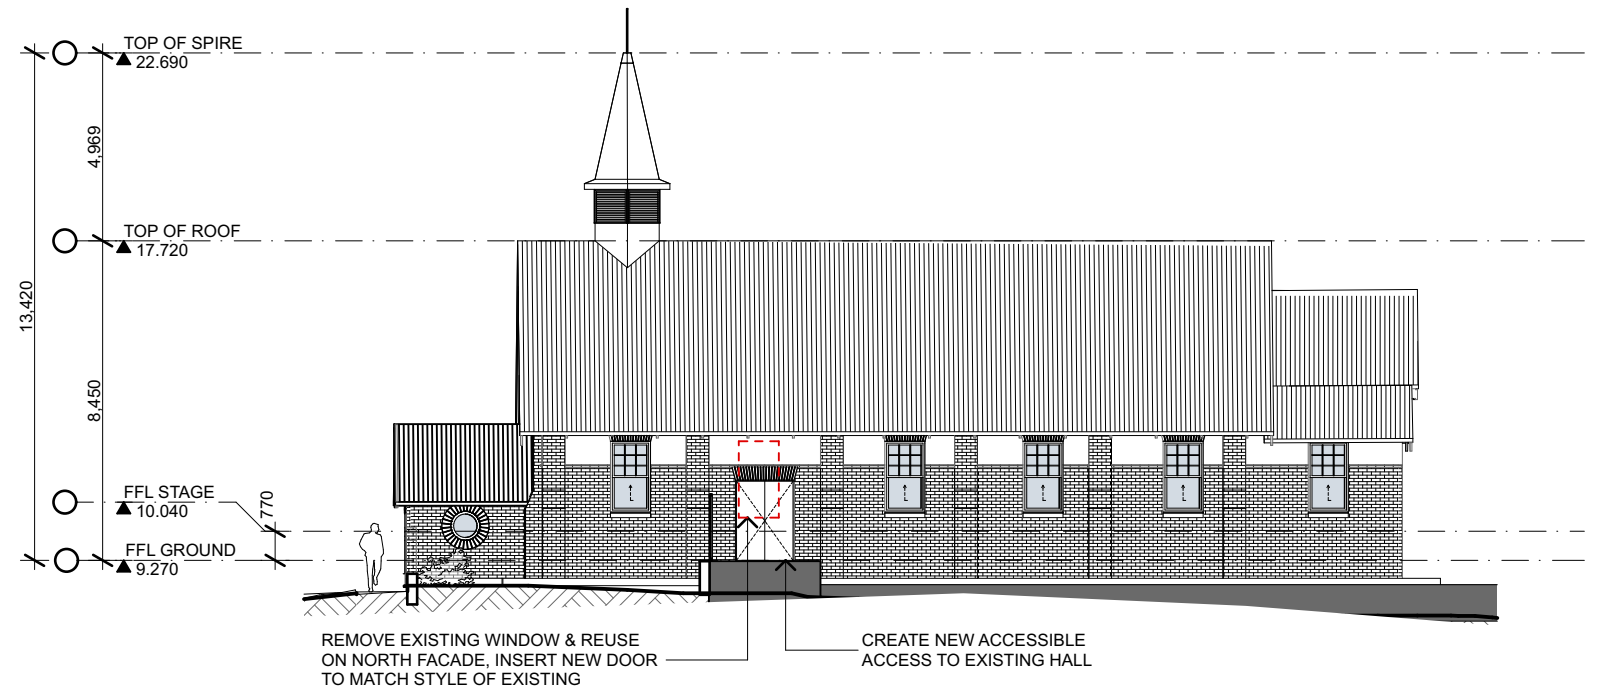 TOP OF SPIRE
22.690
4,969
TOP OF ROOF
17.720
13,420
8,450
FFL STAGE
10.040
770
FFL GROUND
9.270
REMOVE EXISTING WINDOW & REUSE
ON NORTH FACADE, INSERT NEW DOOR
TO MATCH STYLE OF EXISTING
CREATE NEW ACCESSIBLE
ACCESS TO EXISTING HALL